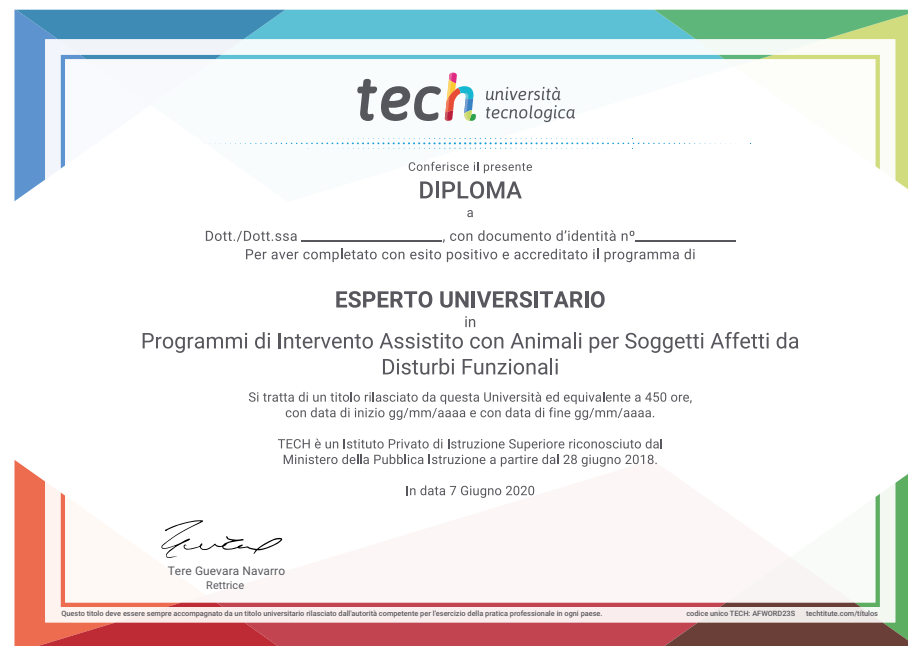 tech università
tecnologica
Conferisce il presente
DIPLOMA
a
Dott./Dott.ssa ____________________, con documento d'identità nº______________
Per aver completato con esito positivo e accreditato il programma di
ESPERTO UNIVERSITARIO
in
Programmi di Intervento Assistito con Animali per Soggetti Affetti da
Disturbi Funzionali
Si tratta di un titolo rilasciato da questa Università ed equivalente a 450 ore,
con data di inizio gg/mm/aaaa e con data di fine gg/mm/aaaa.
TECH è un Istituto Privato di Istruzione Superiore riconosciuto dal
Ministero della Pubblica Istruzione a partire dal 28 giugno 2018.
In data 7 Giugno 2020
Tere Guevara Navarro
Rettrice
Questo titolo deve essere sempre accompagnato da un titolo universitario rilasciato dall'autorità competente per l'esercizio della pratica professionale in ogni paese. codice unico TECH: AFWORD23S techtitute.com/titulos